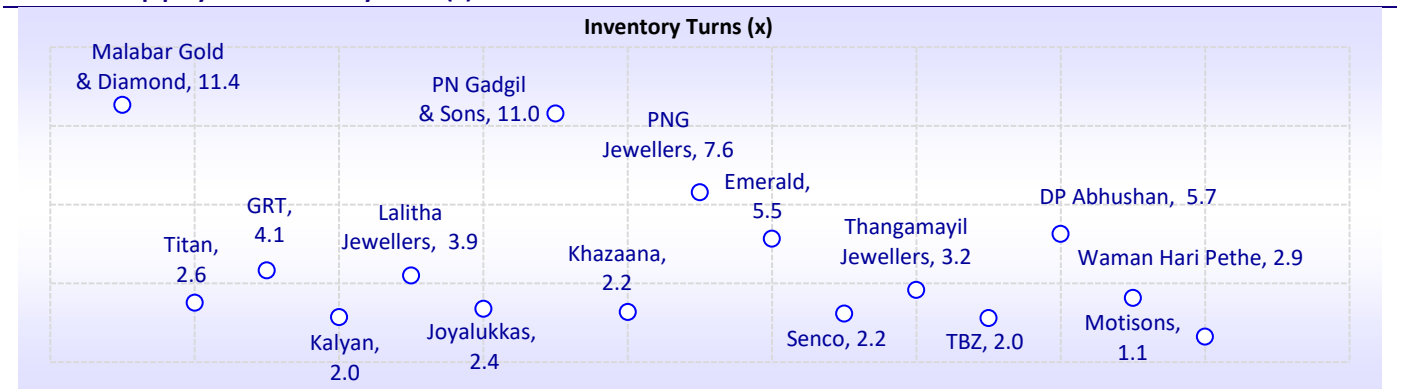 Inventory Turns (x)
Malabar Gold
& Diamond, 11.4
Titan,
2.6
GRT,
4.1
Kalyan,
2.0
Lalitha
Jewellers, 3.9
Joyalukkas,
2.4
PN Gadgil
& Sons, 11.0
Khazaana,
2.2
PNG
Jewellers, 7.6
Emerald,
5.5
Senco, 2.2
Thangamayil
Jewellers, 3.2
TBZ, 2.0
DP Abhushan, 5.7
Waman Hari Pethe, 2.9
Motisons,
1.1